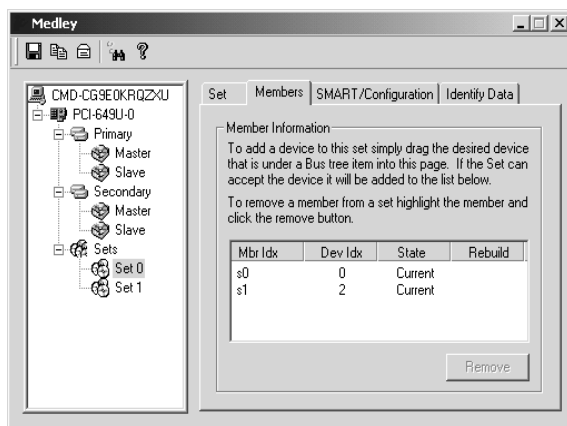 Medley
CMD-CG9E0KRQZXU
PCI-649U-0
Primary
Master
Slave
Secondary
Master
Slave
Sets
Set 0
Set 1
Set Members SMART/Configuration Identify Data
Member Information
To add a device to this set simply drag the desired device
that is under a Bus tree item into this page. If the Set can
accept the device it will be added to the list below.
To remove a member from a set highlight the member and
click the remove button.
Mbr Idx Dev Idx State Rebuild
s0 0 Current
s1 2 Current
Remove